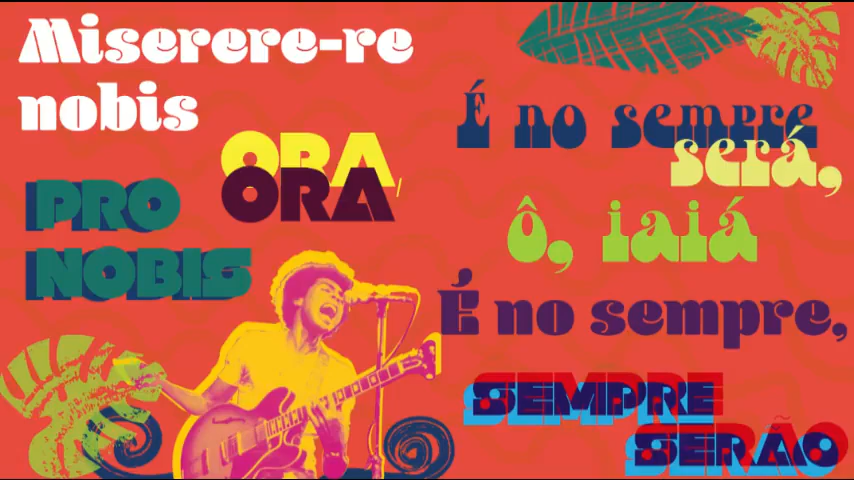 Miserere-re
nobis
ORA
ORA,
PRO
NOBIS
É no sempre
será,
Ô, iaiá
É no sempre,
SEMPRE
SERÃO